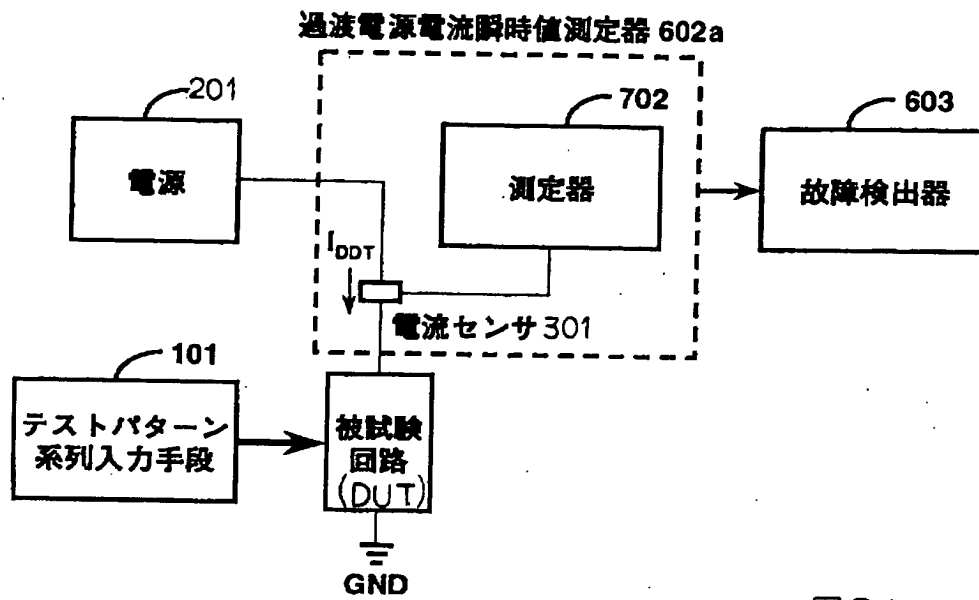 過渡電源電流瞬時値測定器 602a
201
702
603
電源
測定器
故障検出器
IDDT
電流センサ 301
101
テストパターン
系列入力手段
被試験
回路
(DUT)
GND